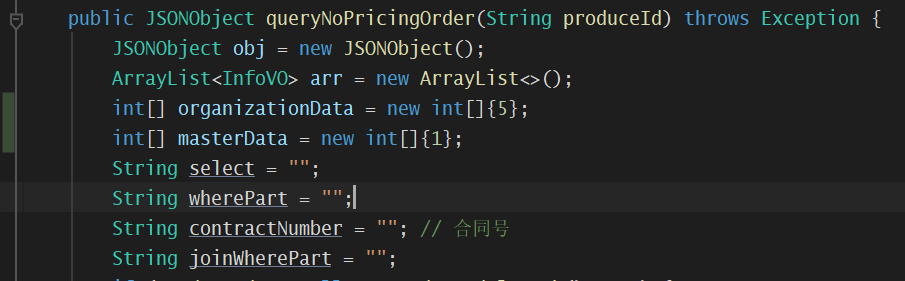 public JSONObject queryNoPricingOrder(String produceId) throws Exception {
JSONObject obj = new JSONObject();
ArrayList<InfoVO> arr = new ArrayList<>();
int[] organizationData = new int[]{5};
int[] masterData = new int[]{1};
String select = "";
String wherePart = "";
String contractNumber = ""; // 合同号
String joinWherePart = "";